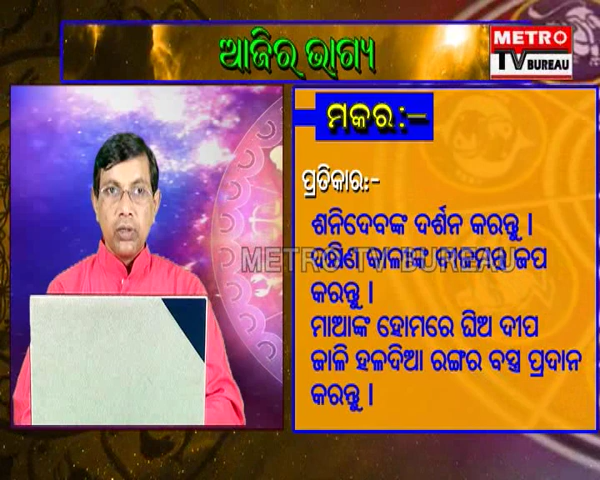 METRO
TV BUREAU
ଆଜିର ଭାଗ୍ୟ
ମକର:-
ପ୍ରତିକାର:-
ଶନିଦେବଙ୍କ ଦର୍ଶନ କରନ୍ତୁ ।
ଦକ୍ଷିଣ କାଳୀଙ୍କ ଜପ
କରନ୍ତୁ ।
ମାଆଙ୍କ ହୋମରେ ଘିଅ ଦୀପ
ଜାଳି ହଳଦିଆ ରଙ୍ଗର ବସ୍ତ୍ର ପ୍ରଦାନ
କରନ୍ତୁ ।
METRO TV BUREAU